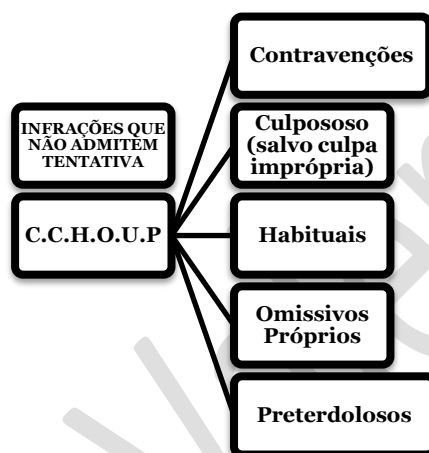 INFRAÇÕES QUE
NÃO ADMITEM
TENTATIVA
C.C.H.O.U.P
Contravenções
Culpososo
(salvo culpa
imprópria)
Habituais
Omissivos
Próprios
Preterdolosos